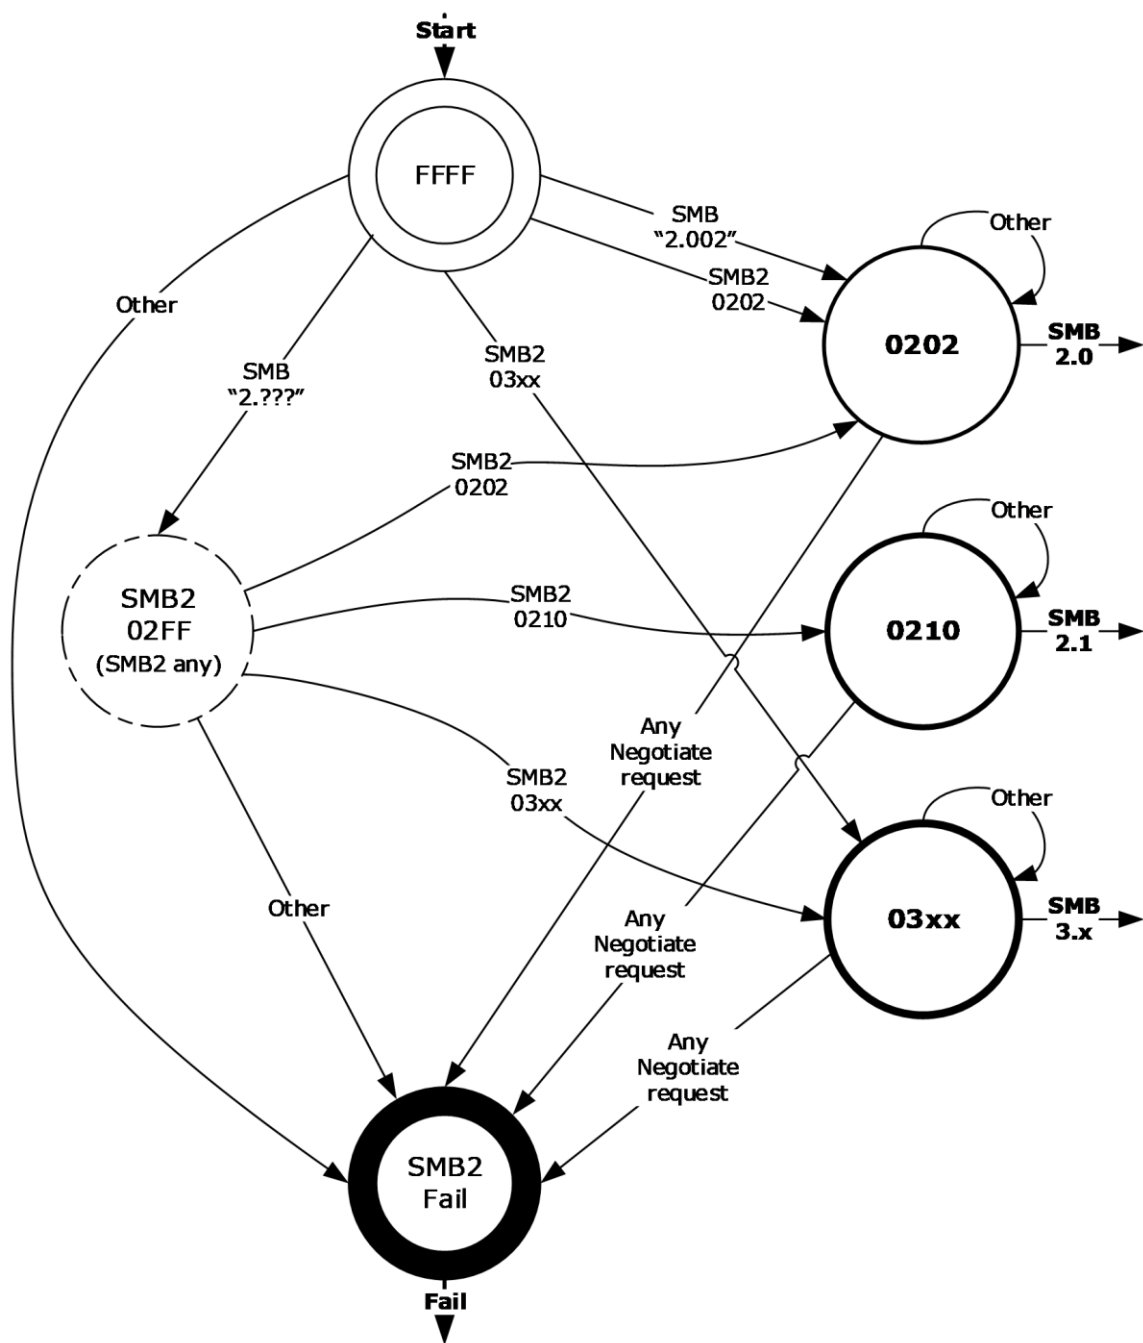 Start
FFFF
SMB
“2.002”
SMB2
0202
Other
Other
SMB
“2.???”
SMB2
03xx
0202
SMB
2.0
SMB2
0202
SMB2
02FF
(SMB2 any)
SMB2
0210
Other
0210
SMB
2.1
Any
Negotiate
request
SMB2
03xx
Other
03xx
SMB
3.x
Other
Any
Negotiate
request
Any
Negotiate
request
SMB2
Fail
Fail